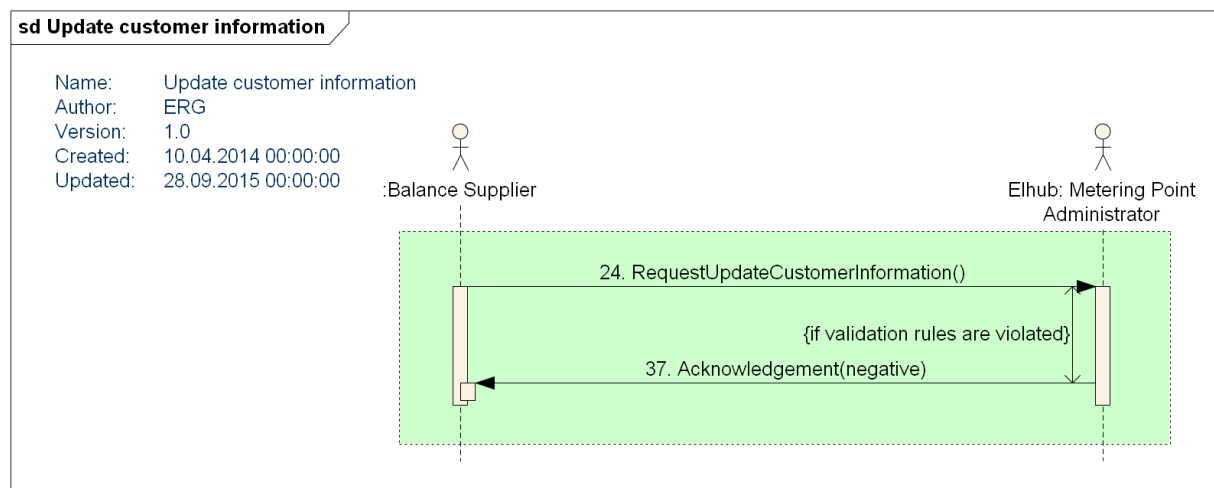 sd Update customer information
Name: Update customer information
Author: ERG
Version: 1.0
Created: 10.04.2014 00:00:00
Updated: 28.09.2015 00:00:00
:Balance Supplier
Elhub: Metering Point
Administrator
24. RequestUpdateCustomerInformation()
{if validation rules are violated}
37. Acknowledgement(negative)